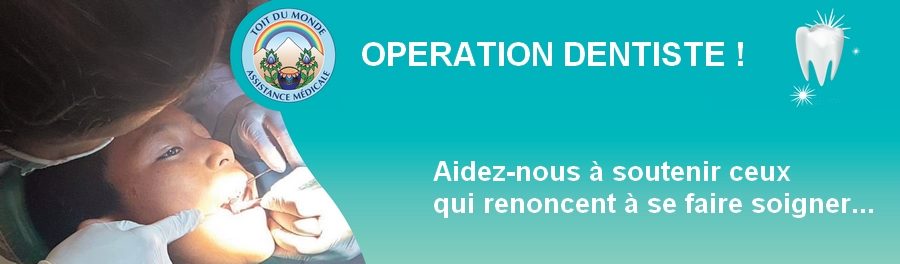 TOIT DU MONDE
ASSISTANCE MÉDICALE
OPERATION DENTISTE !
Aidez-nous à soutenir ceux
qui renoncent à se faire soigner...